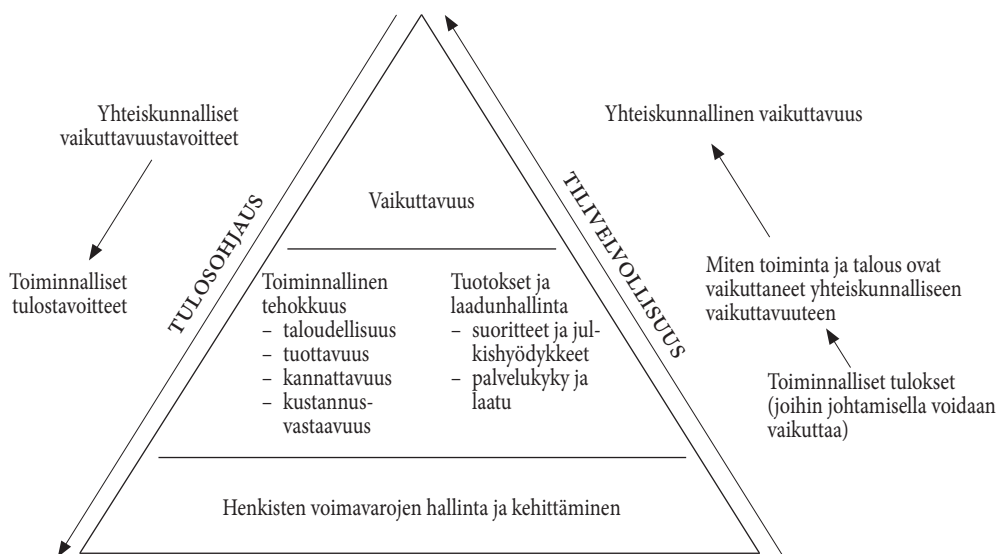 Yhteiskunnalliset
vaikuttavuustavoitteet
Toiminnalliset
tulostavoitteet
TULOSOHJAUS
Vaikuttavuus
Toiminnallinen
tehokkuus
– taloudellisuus
– tuottavuus
– kannattavuus
– kustannus-
vastaavuus
Tuotokset ja
laadunhallinta
– suoritteet ja jul-
kishyödykkeet
– palvelukyky ja
laatu
Henkisten voimavarojen hallinta ja kehittäminen
TILIVELVOLLISUUS
Yhteiskunnallinen vaikuttavuus
Miten toiminta ja talous ovat
vaikuttaneet yhteiskunnalliseen
vaikuttavuuteen
Toiminnalliset tulokset
(joihin johtamisella voidaan
vaikuttaa)